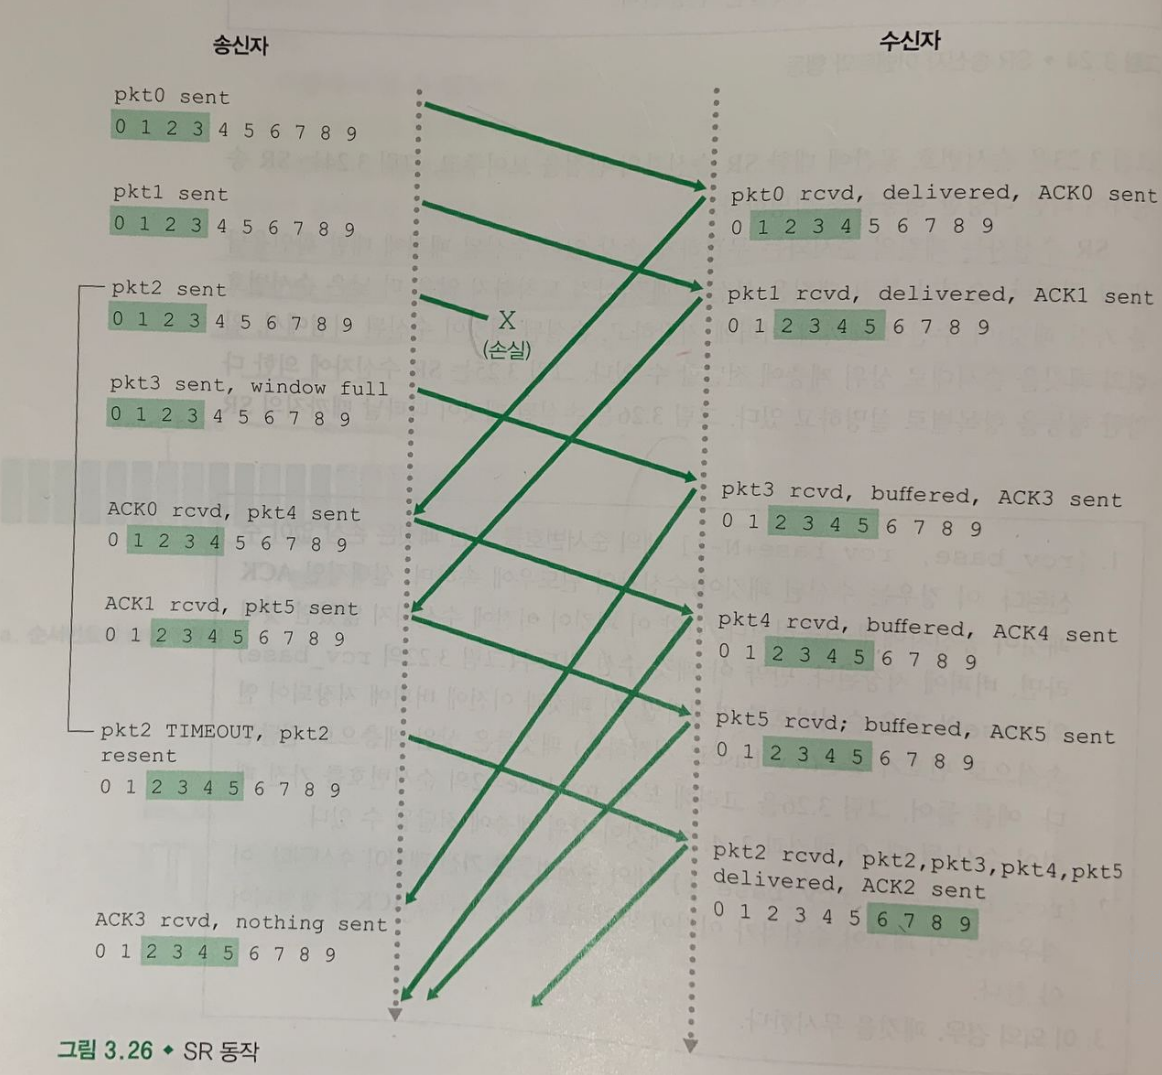 송신자
수신자
pkt0 sent
0 1 2 3 4 5 6 7 8 9
pkt0 rcvd, delivered, ACK0 sent
0 1 2 3 4 5 6 7 8 9
pkt1 sent
0 1 2 3 4 5 6 7 8 9
pkt1 rcvd, delivered, ACK1 sent
0 1 2 3 4 5 6 7 8 9
pkt2 sent
0 1 2 3 4 5 6 7 8 9
X
(손실)
pkt3 sent, window full
0 1 2 3 4 5 6 7 8 9
pkt3 rcvd, buffered, ACK3 sent
0 1 2 3 4 5 6 7 8 9
ACK0 rcvd, pkt4 sent
0 1 2 3 4 5 6 7 8 9
pkt4 rcvd, buffered, ACK4 sent
0 1 2 3 4 5 6 7 8 9
ACK1 rcvd, pkt5 sent
0 1 2 3 4 5 6 7 8 9
pkt5 rcvd; buffered, ACK5 sent
0 1 2 3 4 5 6 7 8 9
pkt2 TIMEOUT, pkt2
resent
0 1 2 3 4 5 6 7 8 9
pkt2 rcvd, pkt2,pkt3,pkt4,pkt5
delivered, ACK2 sent
0 1 2 3 4 5 6 7 8 9
ACK3 rcvd, nothing sent
0 1 2 3 4 5 6 7 8 9
그림 3.26 ◆ SR 동작